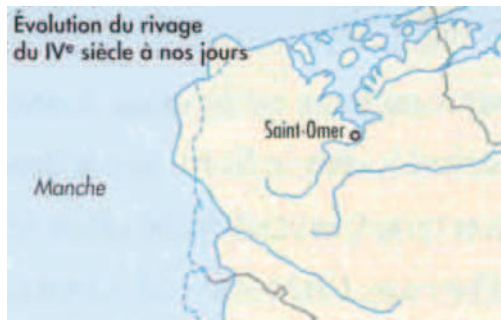 Évolution du rivage
du IVᵉ siècle à nos jours
Saint-Omer
Manche